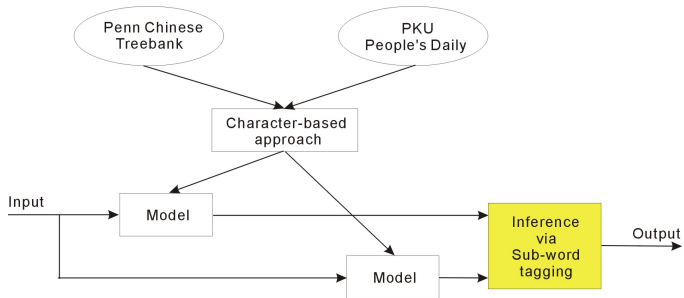 Penn Chinese
Treebank
PKU
People's Daily
Character-based
approach
Input
Model
Inference
via
Sub-word
tagging
Output
Model